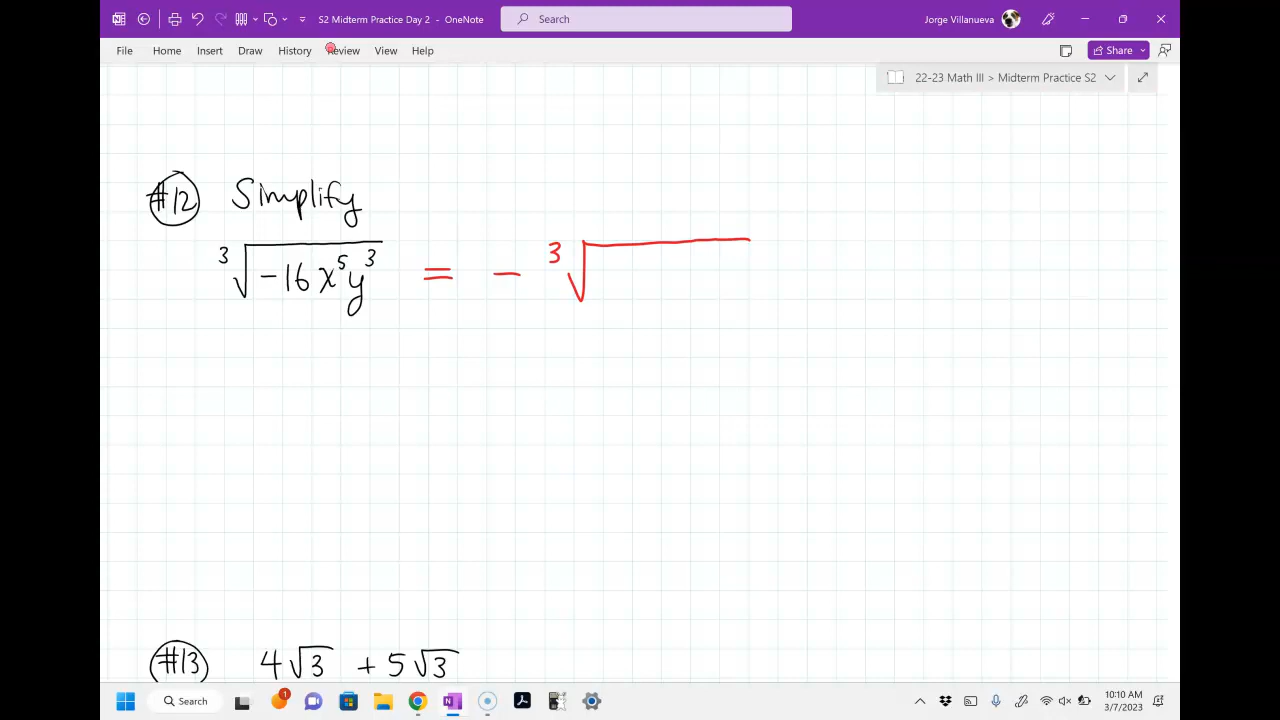 S2 Midterm Practice Day 2 - OneNote
Search
Jorge Villanueva
File Home Insert Draw History Review View Help
Share
22-23 Math III > Midterm Practice S2
#12 Simplify
∛(-16x⁵y³) = - ∛
#13 4√3 + 5√3
Search
1
10:10 AM
3/7/2023